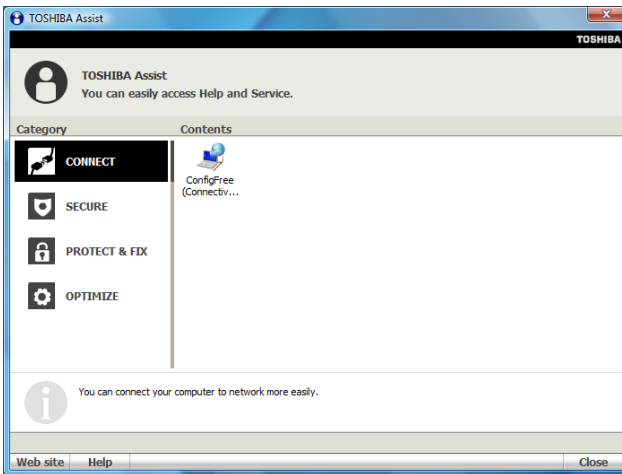 TOSHIBA Assist
TOSHIBA
TOSHIBA Assist
You can easily access Help and Service.
Category
Contents
CONNECT
SECURE
PROTECT & FIX
OPTIMIZE
ConfigFree
(Connectiv...
You can connect your computer to network more easily.
Web site Help Close